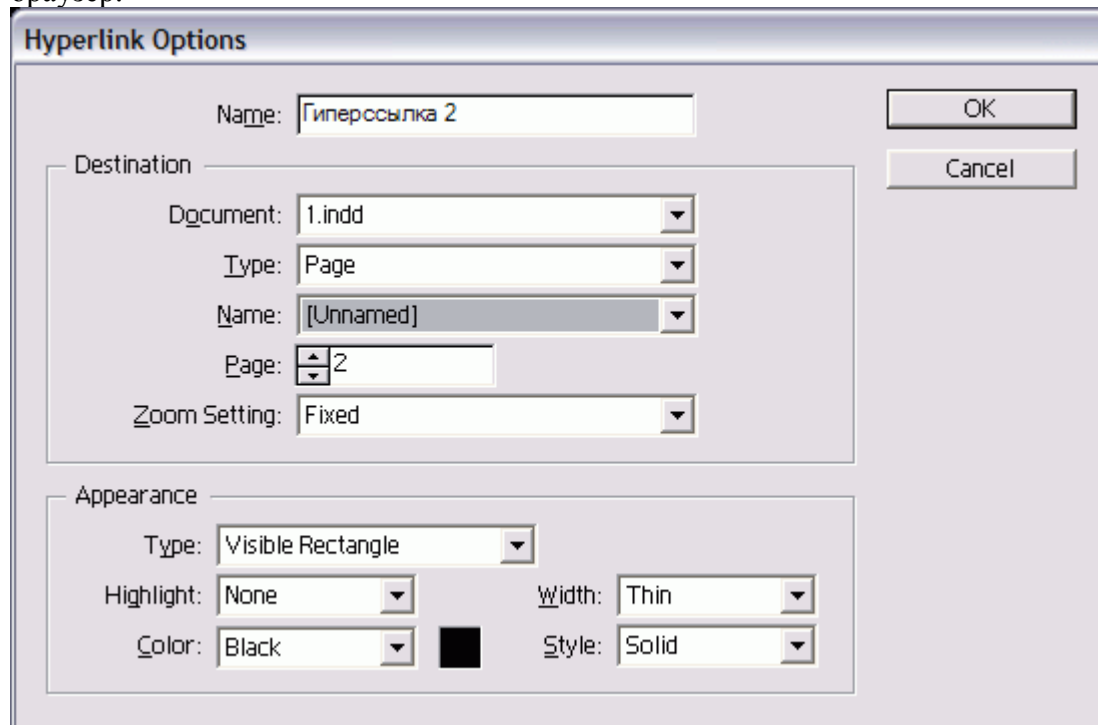 браузер.
Hyperlink Options
Name: Гиперссылка 2
OK
Destination
Cancel
Document: 1.indd
Type: Page
Name: [Unnamed]
Page: 2
Zoom Setting: Fixed
Appearance
Type: Visible Rectangle
Highlight: None Width: Thin
Color: Black Style: Solid